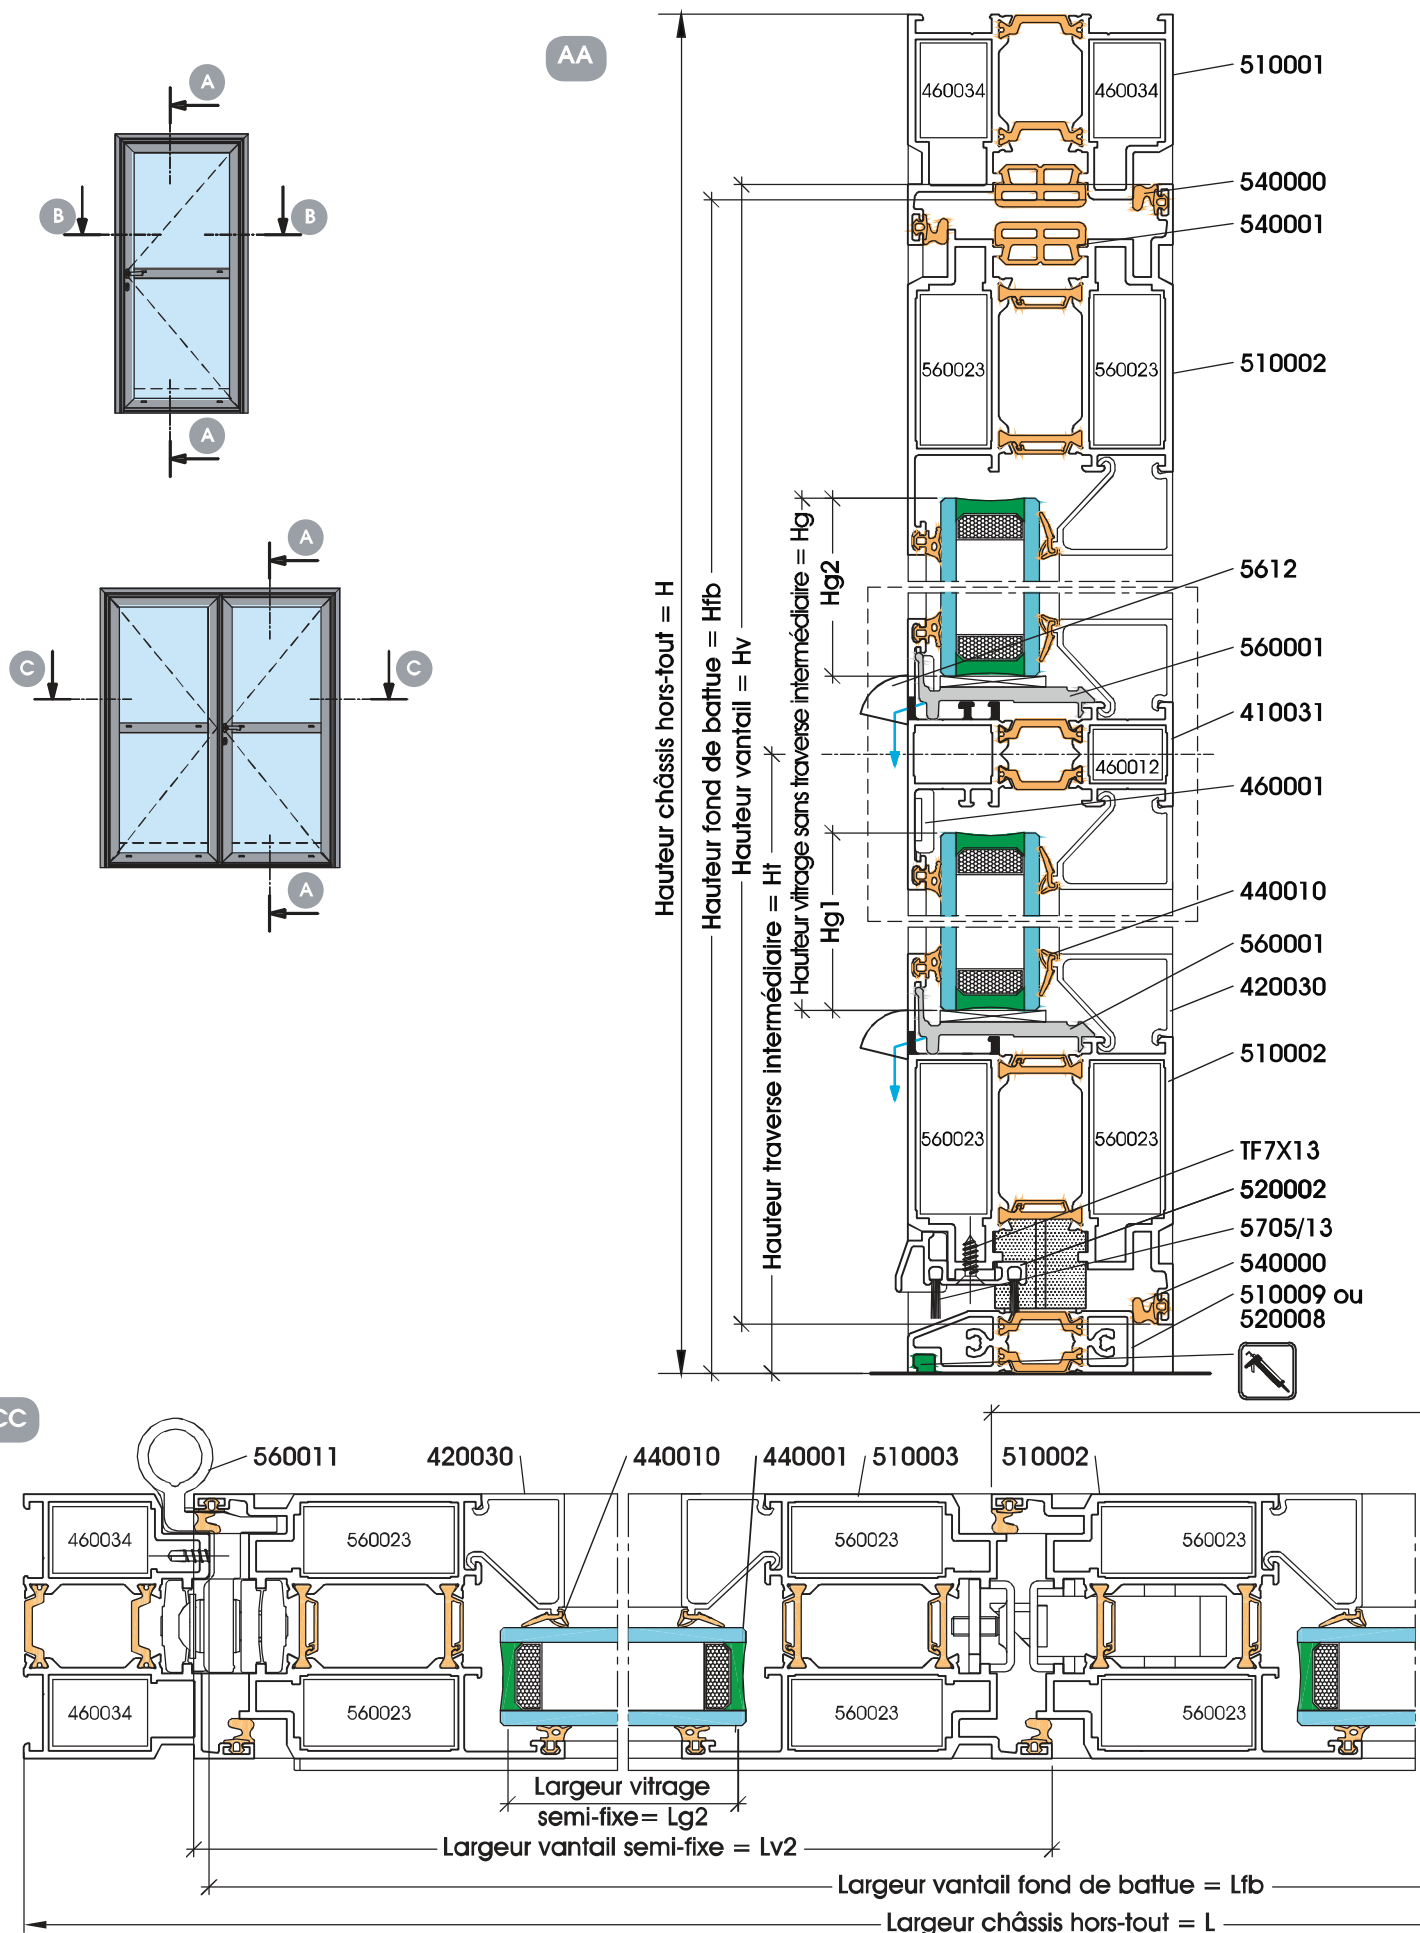 A
B
B
A
A
C
C
A
AA
460034
460034
510001
540000
540001
560023
560023
510002
5612
560001
410031
460012
460001
440010
560001
420030
510002
560023
560023
TF7X13
520002
5705/13
540000
510009 ou
520008
Hauteur châssis hors-tout = H
Hauteur fond de battue = Hfb
Hauteur vantail = Hv
Hauteur traverse intermédiaire = Ht
Hauteur vitrage sans traverse intermédiaire = Hg
Hg2
Hg1
CC
560011
420030
440010
440001
510003
510002
460034
560023
560023
560023
460034
560023
560023
560023
Largeur vitrage
semi-fixe= Lg2
Largeur vantail semi-fixe = Lv2
Largeur vantail fond de battue = Lfb
Largeur châssis hors-tout = L